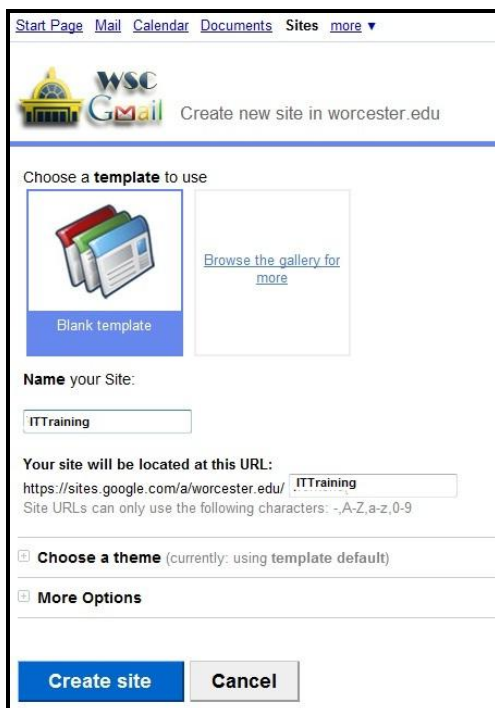 Start Page Mail Calendar Documents Sites more ▼
WSC
GMail Create new site in worcester.edu
Choose a template to use
Blank template
Browse the gallery for
more
Name your Site:
ITTraining
Your site will be located at this URL:
https://sites.google.com/a/worcester.edu/ ITTraining
Site URLs can only use the following characters: -,A-Z,a-z,0-9
Choose a theme (currently: using template default)
More Options
Create site Cancel